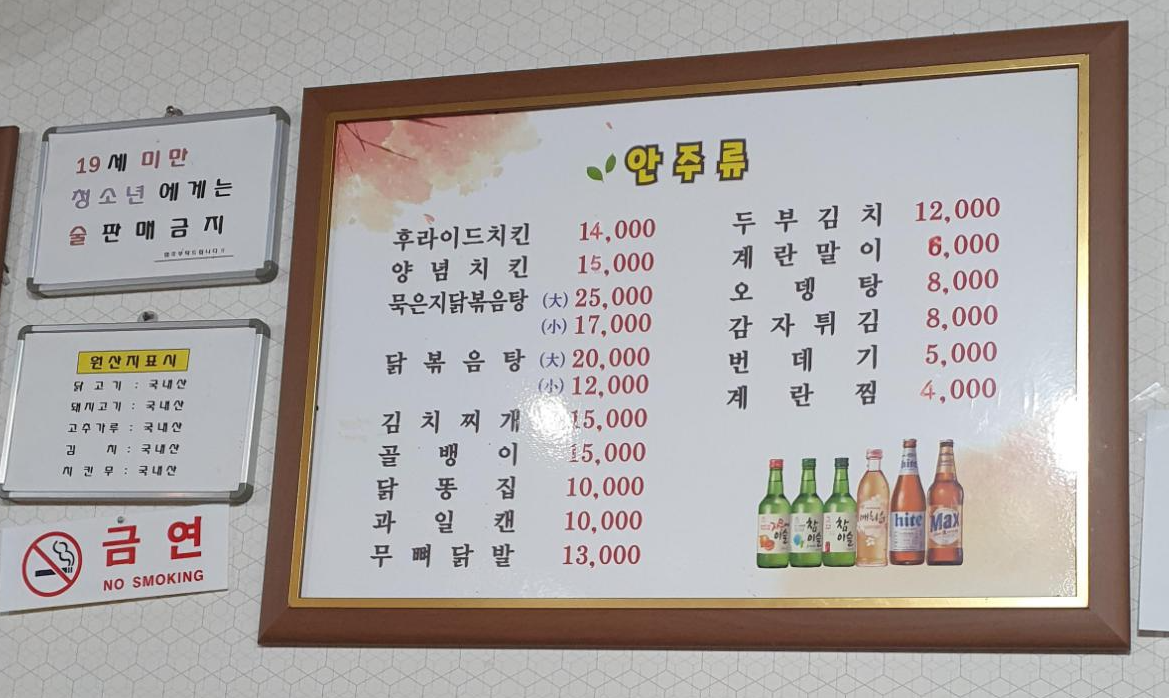 19세 미만
청소년에게는
술 판매금지
원산지표시
닭고기 : 국내산
돼지고기 : 국내산
고추가루 : 국내산
김 치 : 국내산
치킨무 : 국내산
금연
NO SMOKING
안주류
후라이드치킨 14,000
양념치킨 15,000
묵은지닭볶음탕 (大) 25,000
(小) 17,000
닭볶음탕 (大) 20,000
(小) 12,000
김치찌개 15,000
골뱅이 15,000
닭똥집 10,000
과일캔 10,000
무뼈닭발 13,000
두부김치 12,000
계란말이 6,000
오뎅탕 8,000
감자튀김 8,000
번데기 5,000
계란찜 4,000
참이슬
참이슬
hite
Max